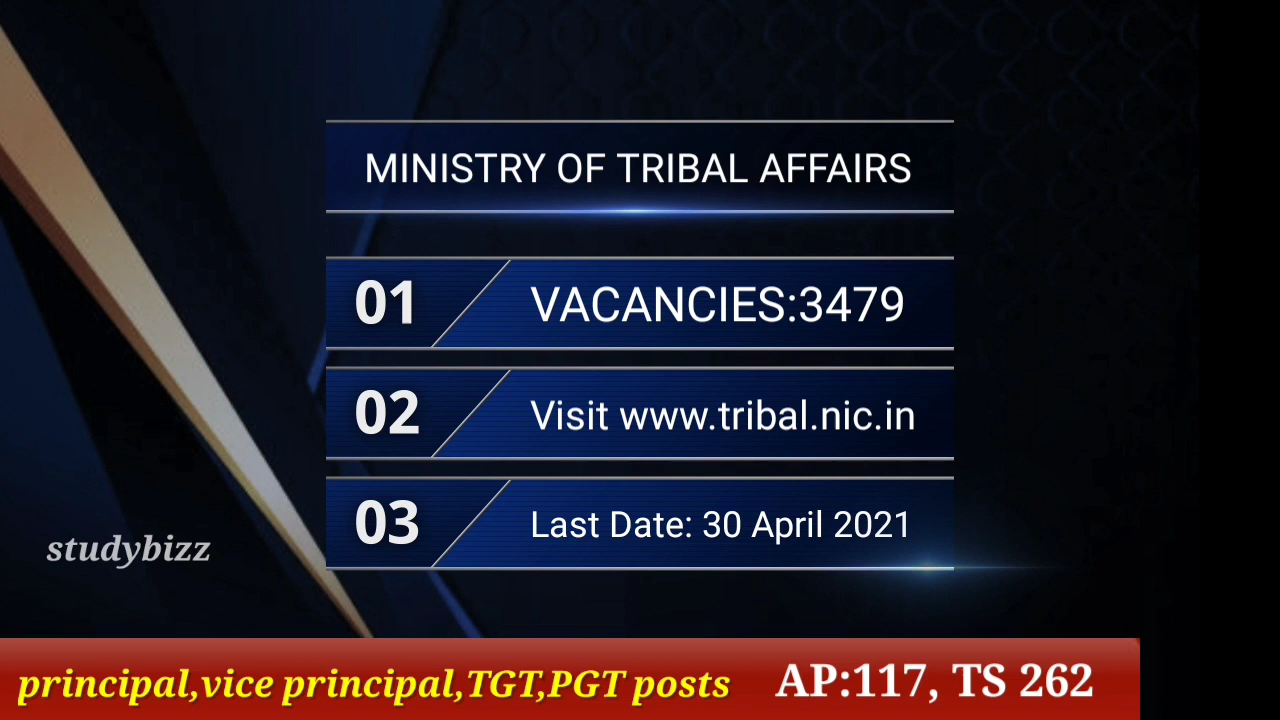 MINISTRY OF TRIBAL AFFAIRS
01 VACANCIES:3479
02 Visit www.tribal.nic.in
03 Last Date: 30 April 2021
studybizz
principal,vice principal,TGT,PGT posts AP:117, TS 262